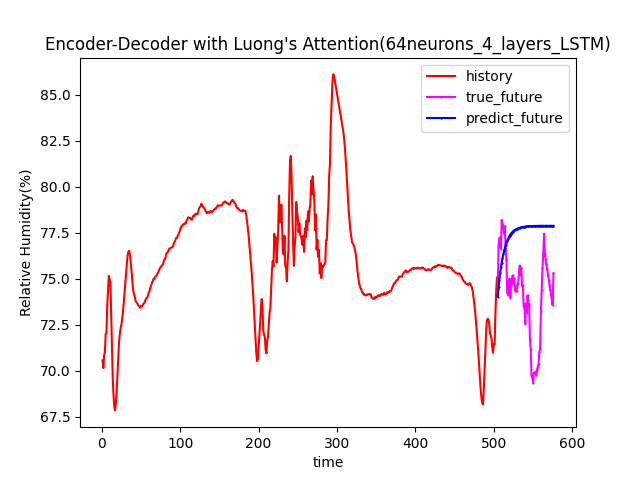 Encoder-Decoder with Luong's Attention(64neurons_4_layers_LSTM)
history
true_future
predict_future
Relative Humidity(%)
85.0
82.5
80.0
77.5
75.0
72.5
70.0
67.5
0 100 200 300 400 500 600
time